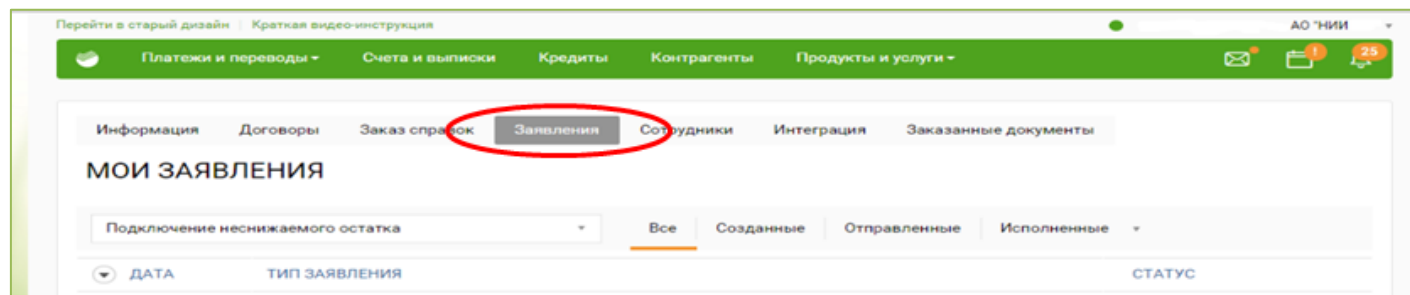 Перейти в старый дизайн Краткая видео-инструкция АО "НИИ
Платежи и переводы Счета и выписки Кредиты Контрагенты Продукты и услуги ! 25
Информация Договоры Заказ справок Заявления Сотрудники Интеграция Заказанные документы
МОИ ЗАЯВЛЕНИЯ
Подключение неснижаемого остатка Все Созданные Отправленные Исполненные
ДАТА ТИП ЗАЯВЛЕНИЯ СТАТУС